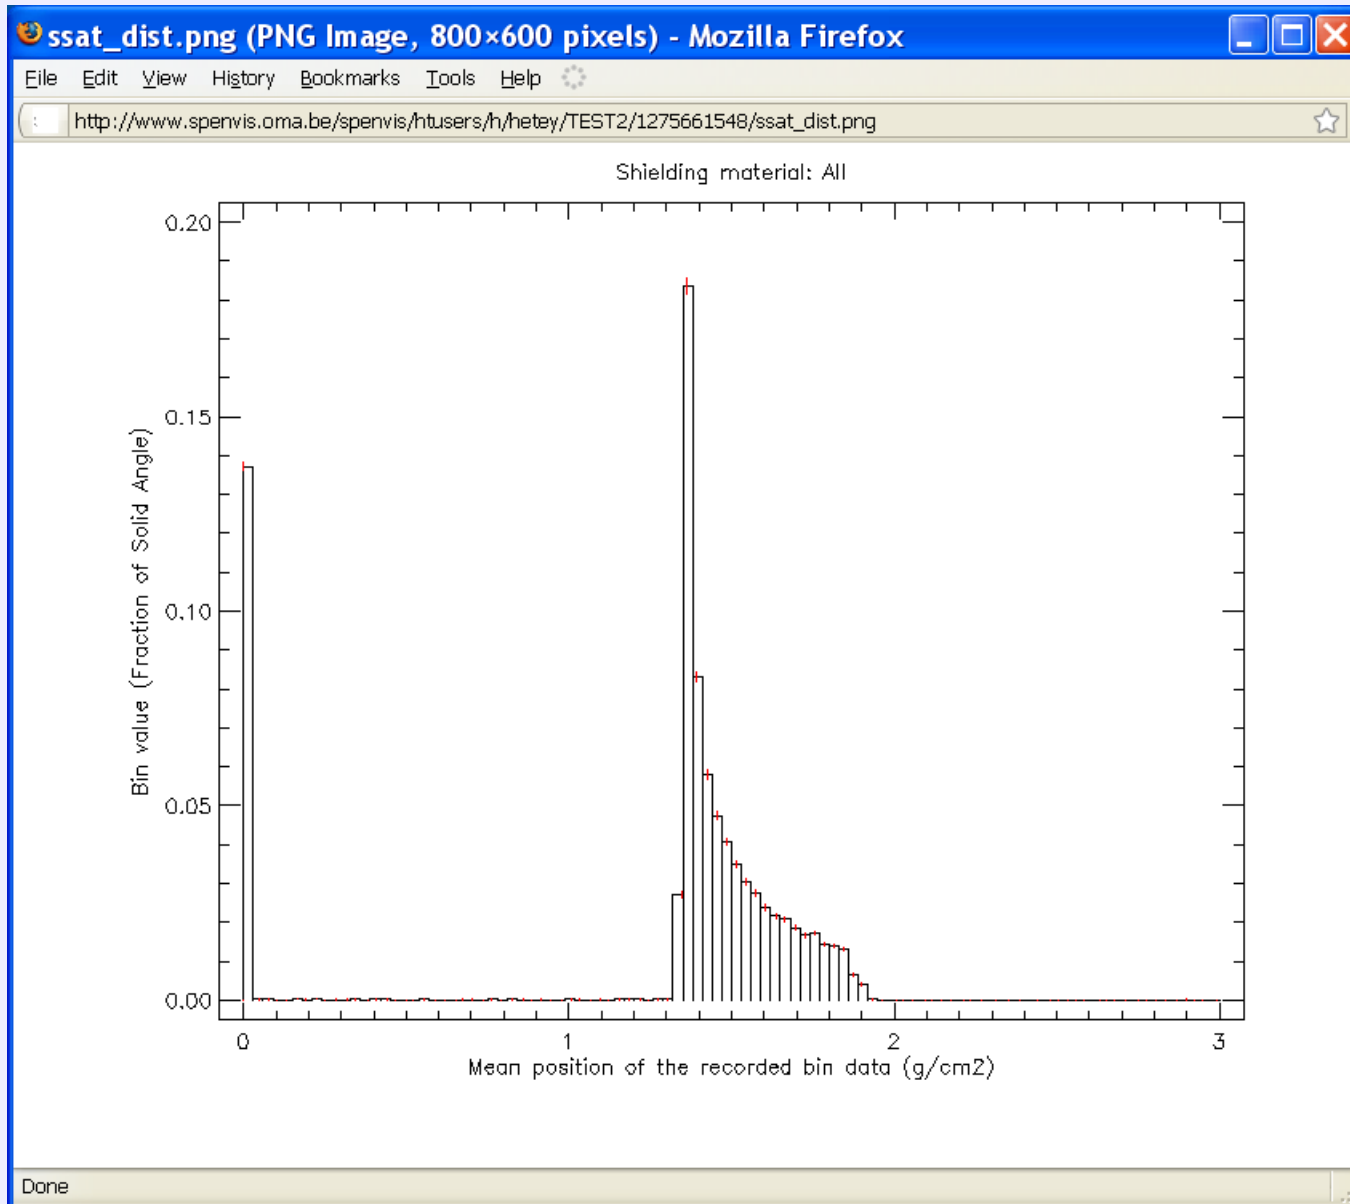 ssat_dist.png (PNG Image, 800×600 pixels) - Mozilla Firefox
File Edit View History Bookmarks Tools Help
http://www.spenvis.oma.be/spenvis/htusers/h/hetey/TEST2/1275661548/ssat_dist.png
Shielding material: All
Bin value (Fraction of Solid Angle)
0.20
0.15
0.10
0.05
0.00
0 1 2 3
Mean position of the recorded bin data (g/cm2)
Done